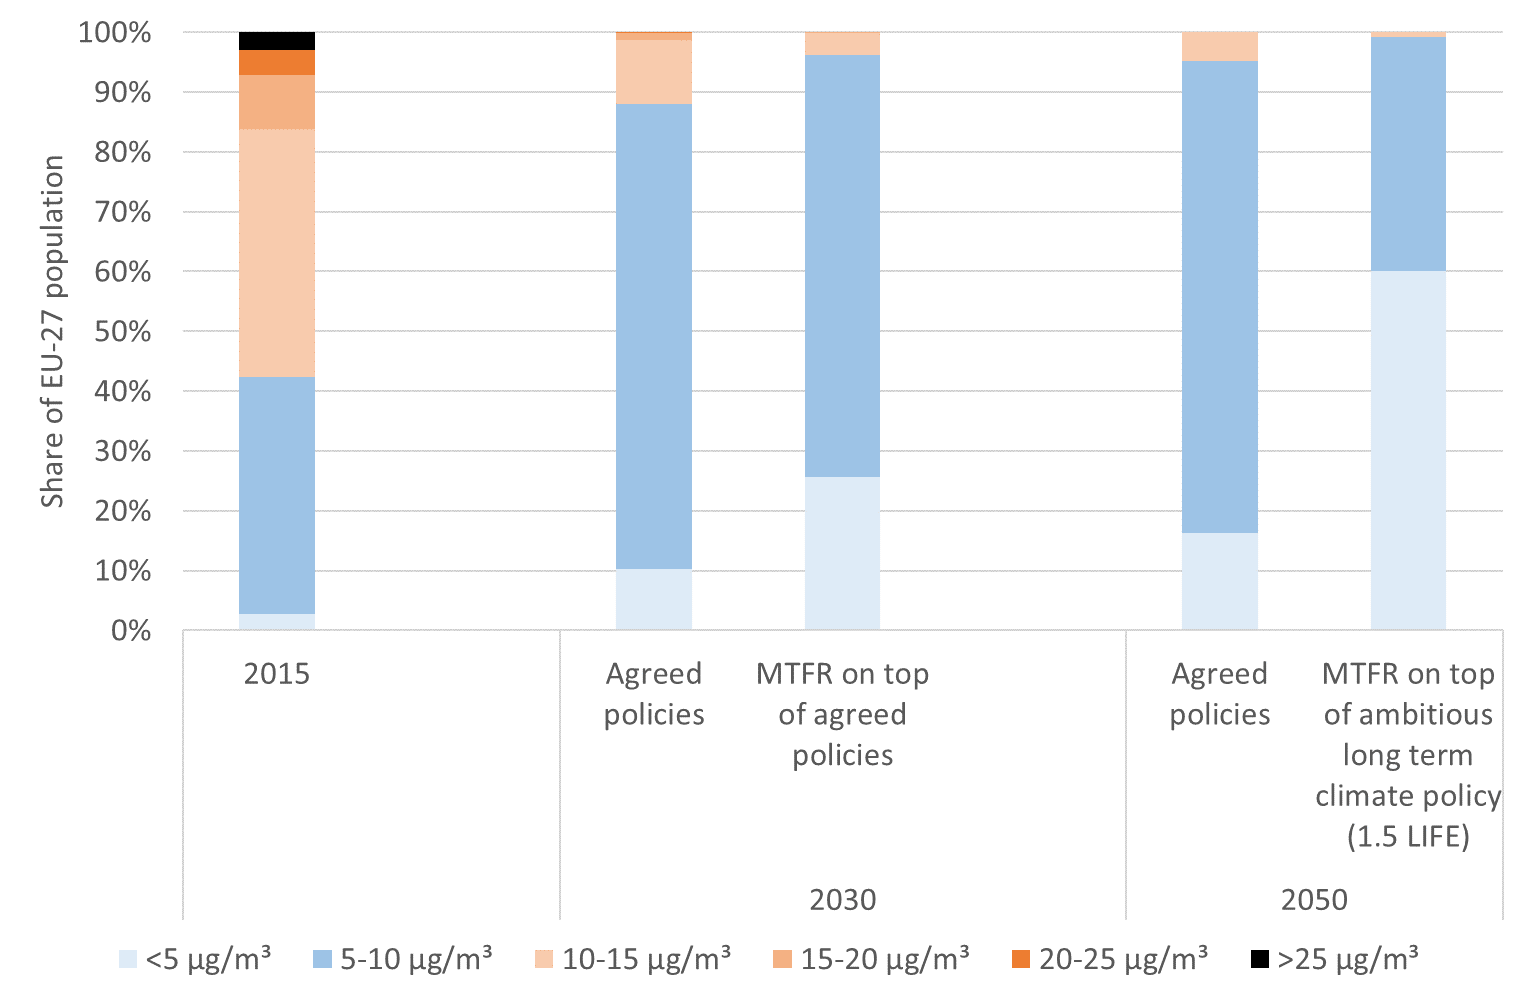 100%
90%
80%
70%
60%
50%
40%
30%
20%
10%
0%
Share of EU-27 population
2015
Agreed
policies
MTFR on top
of agreed
policies
Agreed
policies
MTFR on top
of ambitious
long term
climate policy
(1.5 LIFE)
2030
2050
<5 µg/m³
5-10 µg/m³
10-15 µg/m³
15-20 µg/m³
20-25 µg/m³
>25 µg/m³